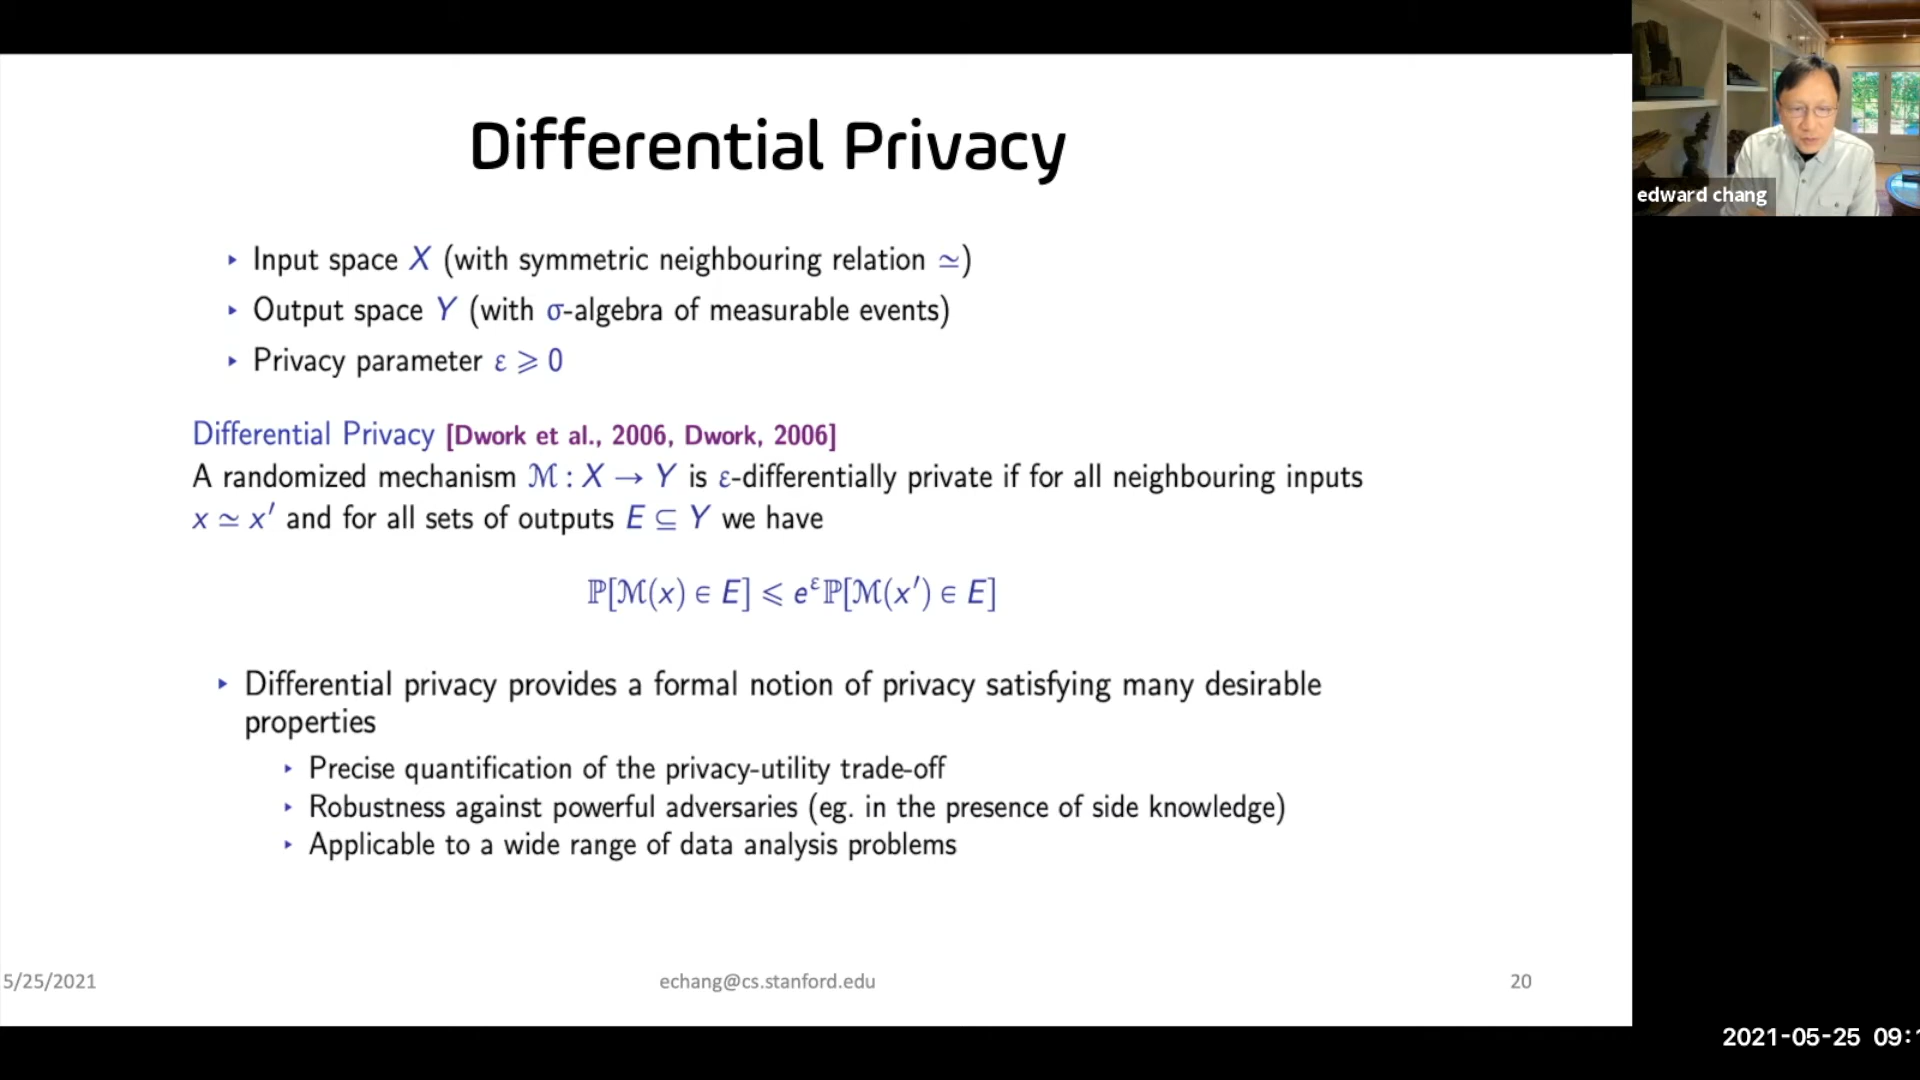 Differential Privacy
‣ Input space X (with symmetric neighbouring relation ≃)
‣ Output space Y (with σ-algebra of measurable events)
‣ Privacy parameter ε ⩾ 0
Differential Privacy [Dwork et al., 2006, Dwork, 2006]
A randomized mechanism ℳ : X → Y is ε-differentially private if for all neighbouring inputs
x ≃ x′ and for all sets of outputs E ⊆ Y we have
ℙ[ℳ(x) ∈ E] ⩽ e^ε ℙ[ℳ(x′) ∈ E]
‣ Differential privacy provides a formal notion of privacy satisfying many desirable
properties
‣ Precise quantification of the privacy-utility trade-off
‣ Robustness against powerful adversaries (eg. in the presence of side knowledge)
‣ Applicable to a wide range of data analysis problems
5/25/2021
echang@cs.stanford.edu
20
edward chang
2021-05-25 09: